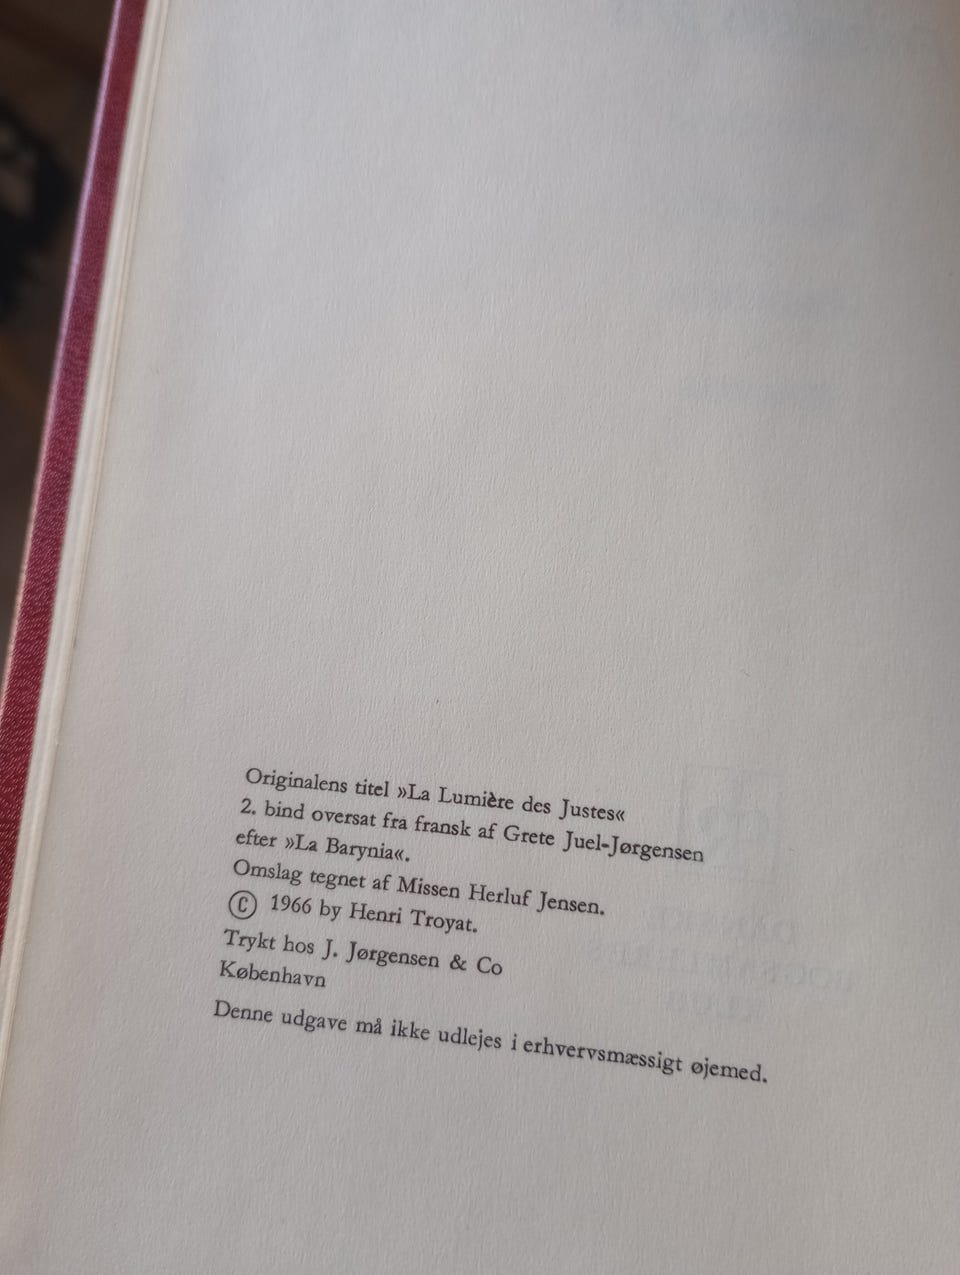 Originalens titel »La Lumière des Justes«
2. bind oversat fra fransk af Grete Juel-Jørgensen
efter »La Barynia«.
Omslag tegnet af Missen Herluf Jensen.
© 1966 by Henri Troyat.
Trykt hos J. Jørgensen & Co
København
Denne udgave må ikke udlejes i erhvervsmæssigt øjemed.